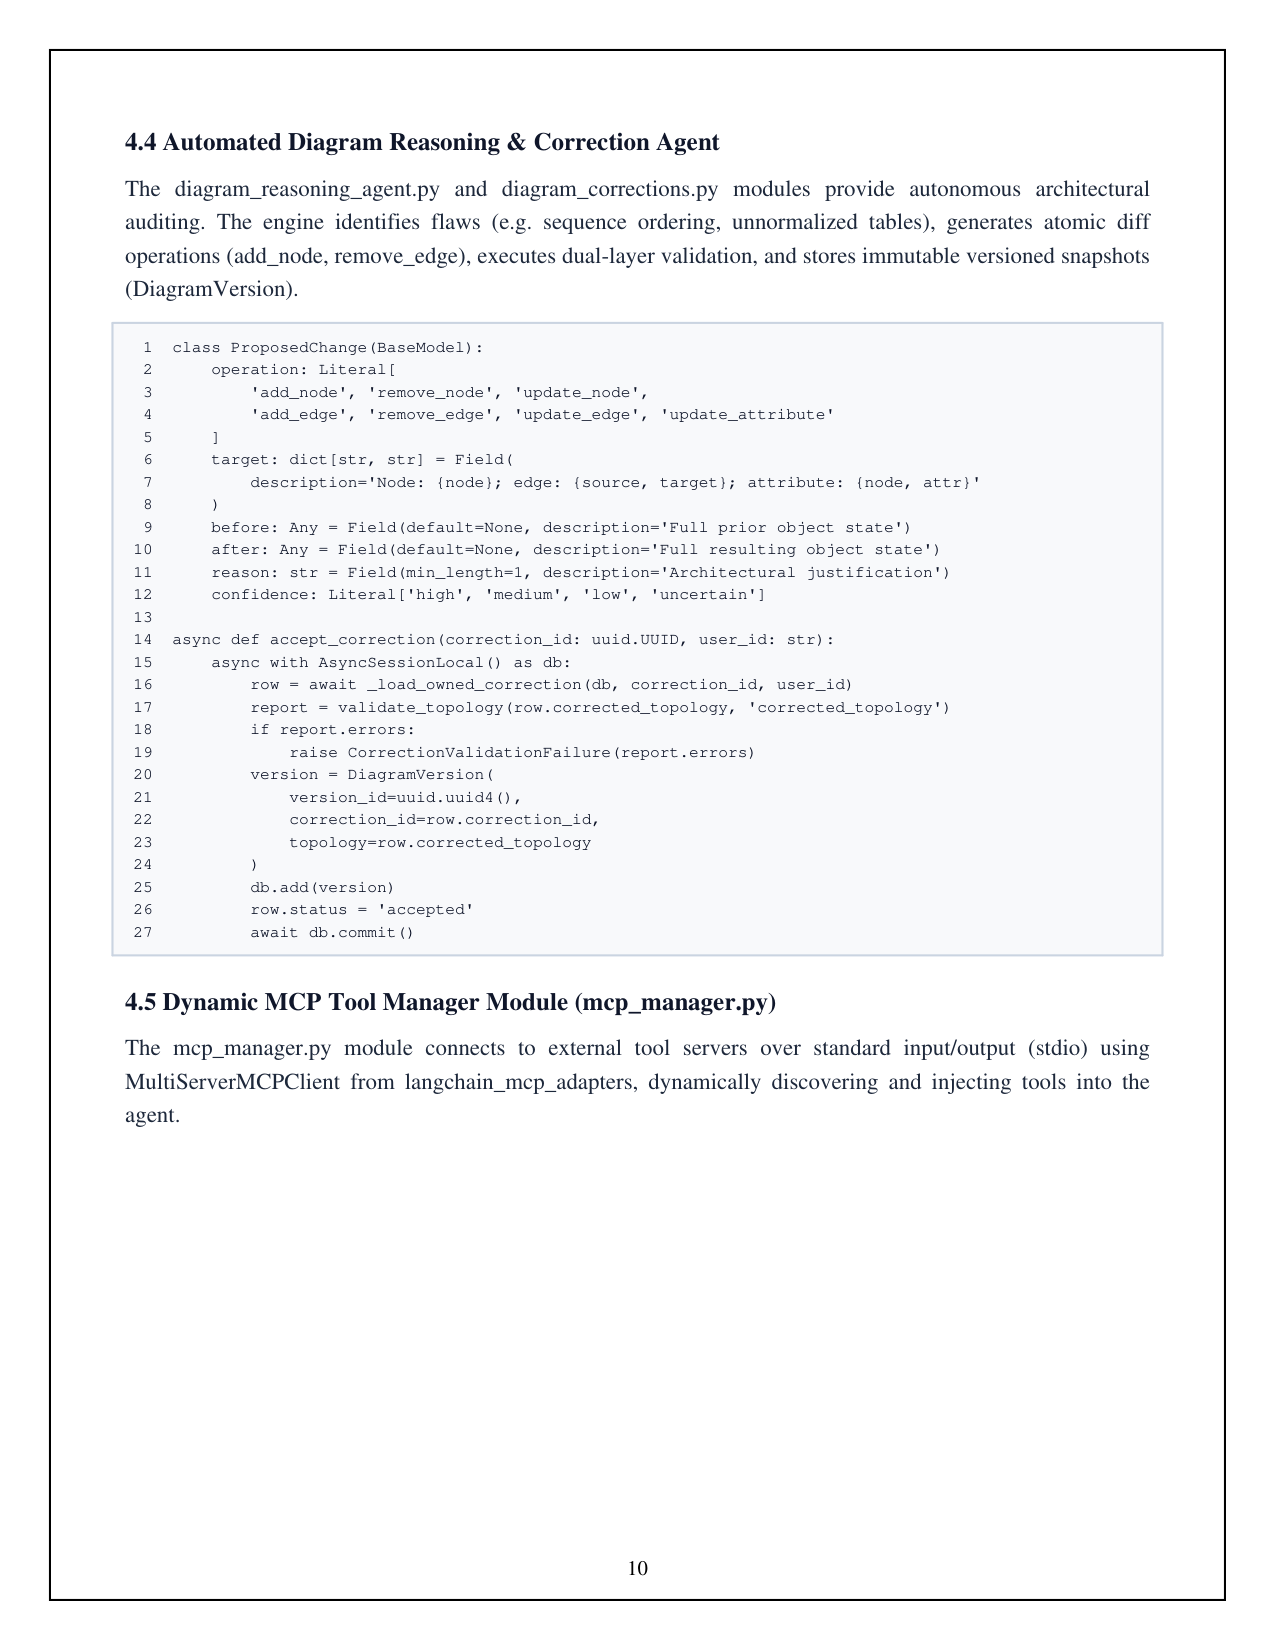 4.4 Automated Diagram Reasoning & Correction Agent
The diagram_reasoning_agent.py and diagram_corrections.py modules provide autonomous architectural
auditing. The engine identifies flaws (e.g. sequence ordering, unnormalized tables), generates atomic diff
operations (add_node, remove_edge), executes dual-layer validation, and stores immutable versioned snapshots
(DiagramVersion).
1 class ProposedChange(BaseModel):
2     operation: Literal[
3         'add_node', 'remove_node', 'update_node',
4         'add_edge', 'remove_edge', 'update_edge', 'update_attribute'
5     ]
6     target: dict[str, str] = Field(
7         description='Node: {node}; edge: {source, target}; attribute: {node, attr}'
8     )
9     before: Any = Field(default=None, description='Full prior object state')
10     after: Any = Field(default=None, description='Full resulting object state')
11     reason: str = Field(min_length=1, description='Architectural justification')
12     confidence: Literal['high', 'medium', 'low', 'uncertain']
13
14 async def accept_correction(correction_id: uuid.UUID, user_id: str):
15     async with AsyncSessionLocal() as db:
16         row = await _load_owned_correction(db, correction_id, user_id)
17         report = validate_topology(row.corrected_topology, 'corrected_topology')
18         if report.errors:
19             raise CorrectionValidationFailure(report.errors)
20         version = DiagramVersion(
21             version_id=uuid.uuid4(),
22             correction_id=row.correction_id,
23             topology=row.corrected_topology
24         )
25         db.add(version)
26         row.status = 'accepted'
27         await db.commit()
4.5 Dynamic MCP Tool Manager Module (mcp_manager.py)
The mcp_manager.py module connects to external tool servers over standard input/output (stdio) using
MultiServerMCPClient from langchain_mcp_adapters, dynamically discovering and injecting tools into the
agent.
10